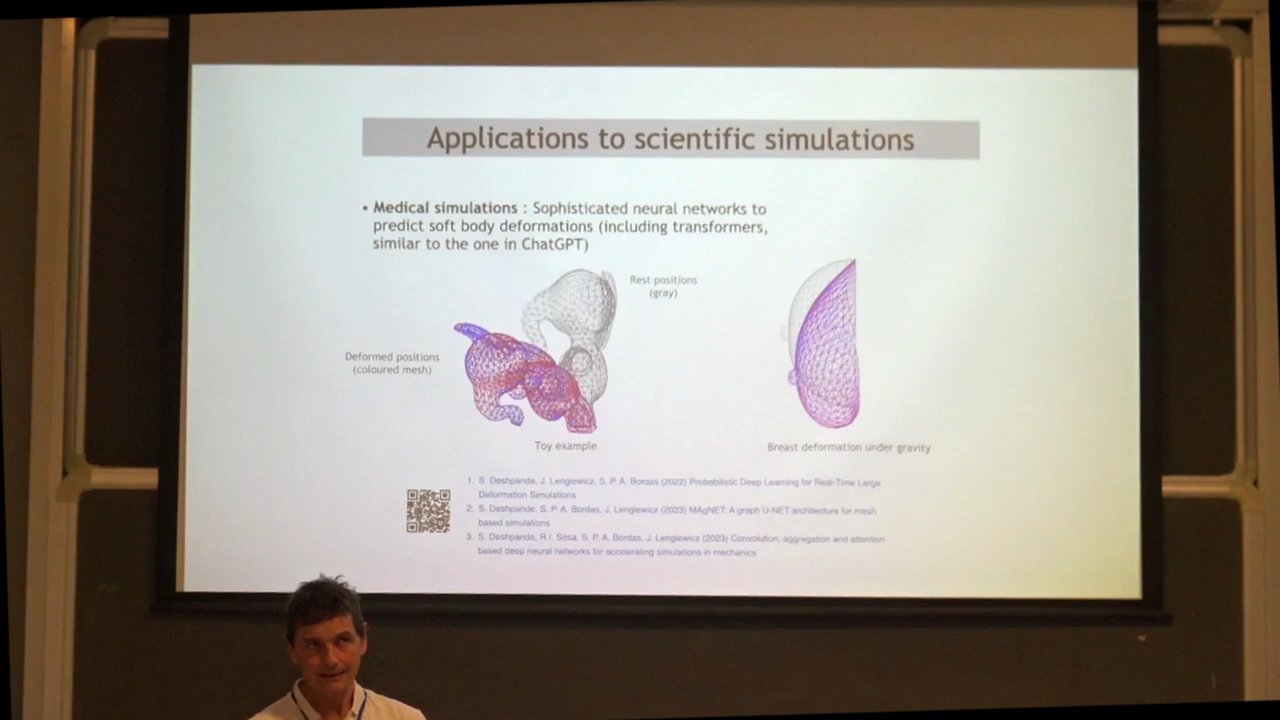 Applications to scientific simulations
• Medical simulations : Sophisticated neural networks to
predict soft body deformations (including transformers,
similar to the one in ChatGPT)
Rest positions
(gray)
Deformed positions
(coloured mesh)
Toy example
Breast deformation under gravity
1. S. Deshpande, J. Lengiewicz, S. P. A. Bordas (2022) Probabilistic Deep Learning for Real-Time Large
Deformation Simulations
2. S. Deshpande, S. P. A. Bordas, J. Lengiewicz (2023) MAgNET: A graph U-NET architecture for mesh
based simulations
3. S. Deshpande, R.I. Sosa, S. P. A. Bordas, J. Lengiewicz (2023) Convolution, aggregation and attention
based deep neural networks for accelerating simulations in mechanics